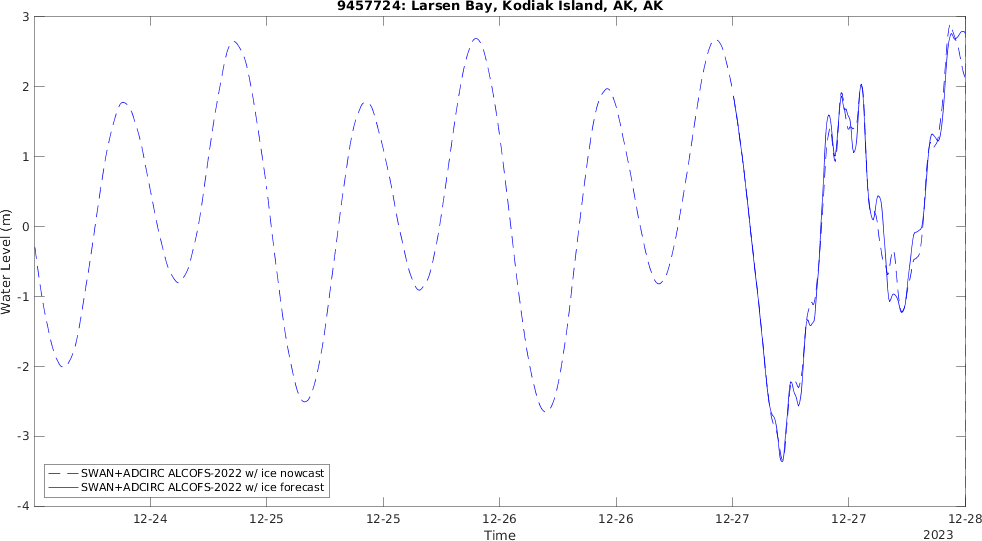 9457724: Larsen Bay, Kodiak Island, AK, AK
3
2
1
0
-1
-2
-3
-4
Water Level (m)
SWAN+ADCIRC ALCOFS-2022 w/ ice nowcast
SWAN+ADCIRC ALCOFS-2022 w/ ice forecast
12-24 12-25 12-25 12-26 12-26 12-27 12-27 12-28
Time
2023